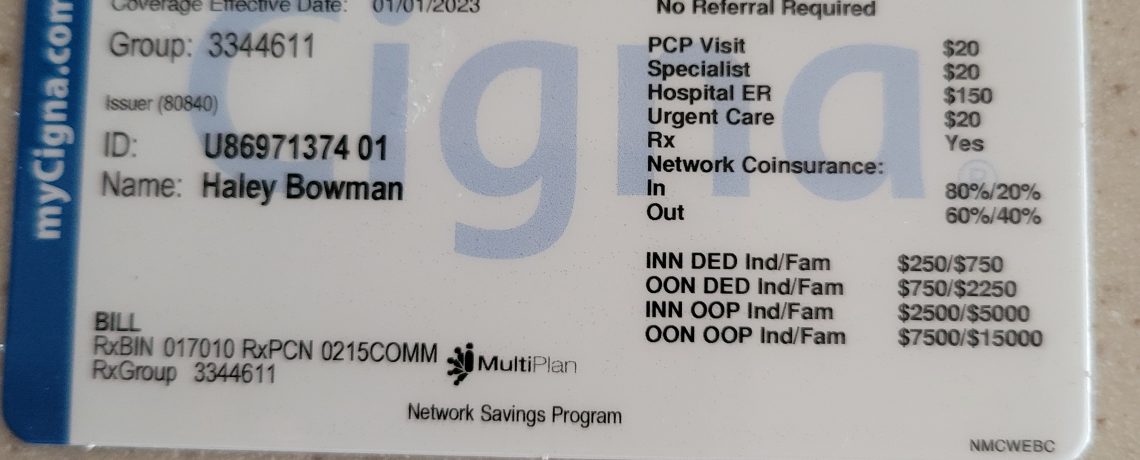 myCigna.com
Coverage Effective Date: 01/01/2023
Group: 3344611
Issuer (80840)
ID: U86971374 01
Name: Haley Bowman
BILL
RxBIN 017010 RxPCN 0215COMM
RxGroup 3344611
MultiPlan
Network Savings Program
Cigna
®
No Referral Required
PCP Visit $20
Specialist $20
Hospital ER $150
Urgent Care $20
Rx Yes
Network Coinsurance:
In 80%/20%
Out 60%/40%
INN DED Ind/Fam $250/$750
OON DED Ind/Fam $750/$2250
INN OOP Ind/Fam $2500/$5000
OON OOP Ind/Fam $7500/$15000
NMCWEBC